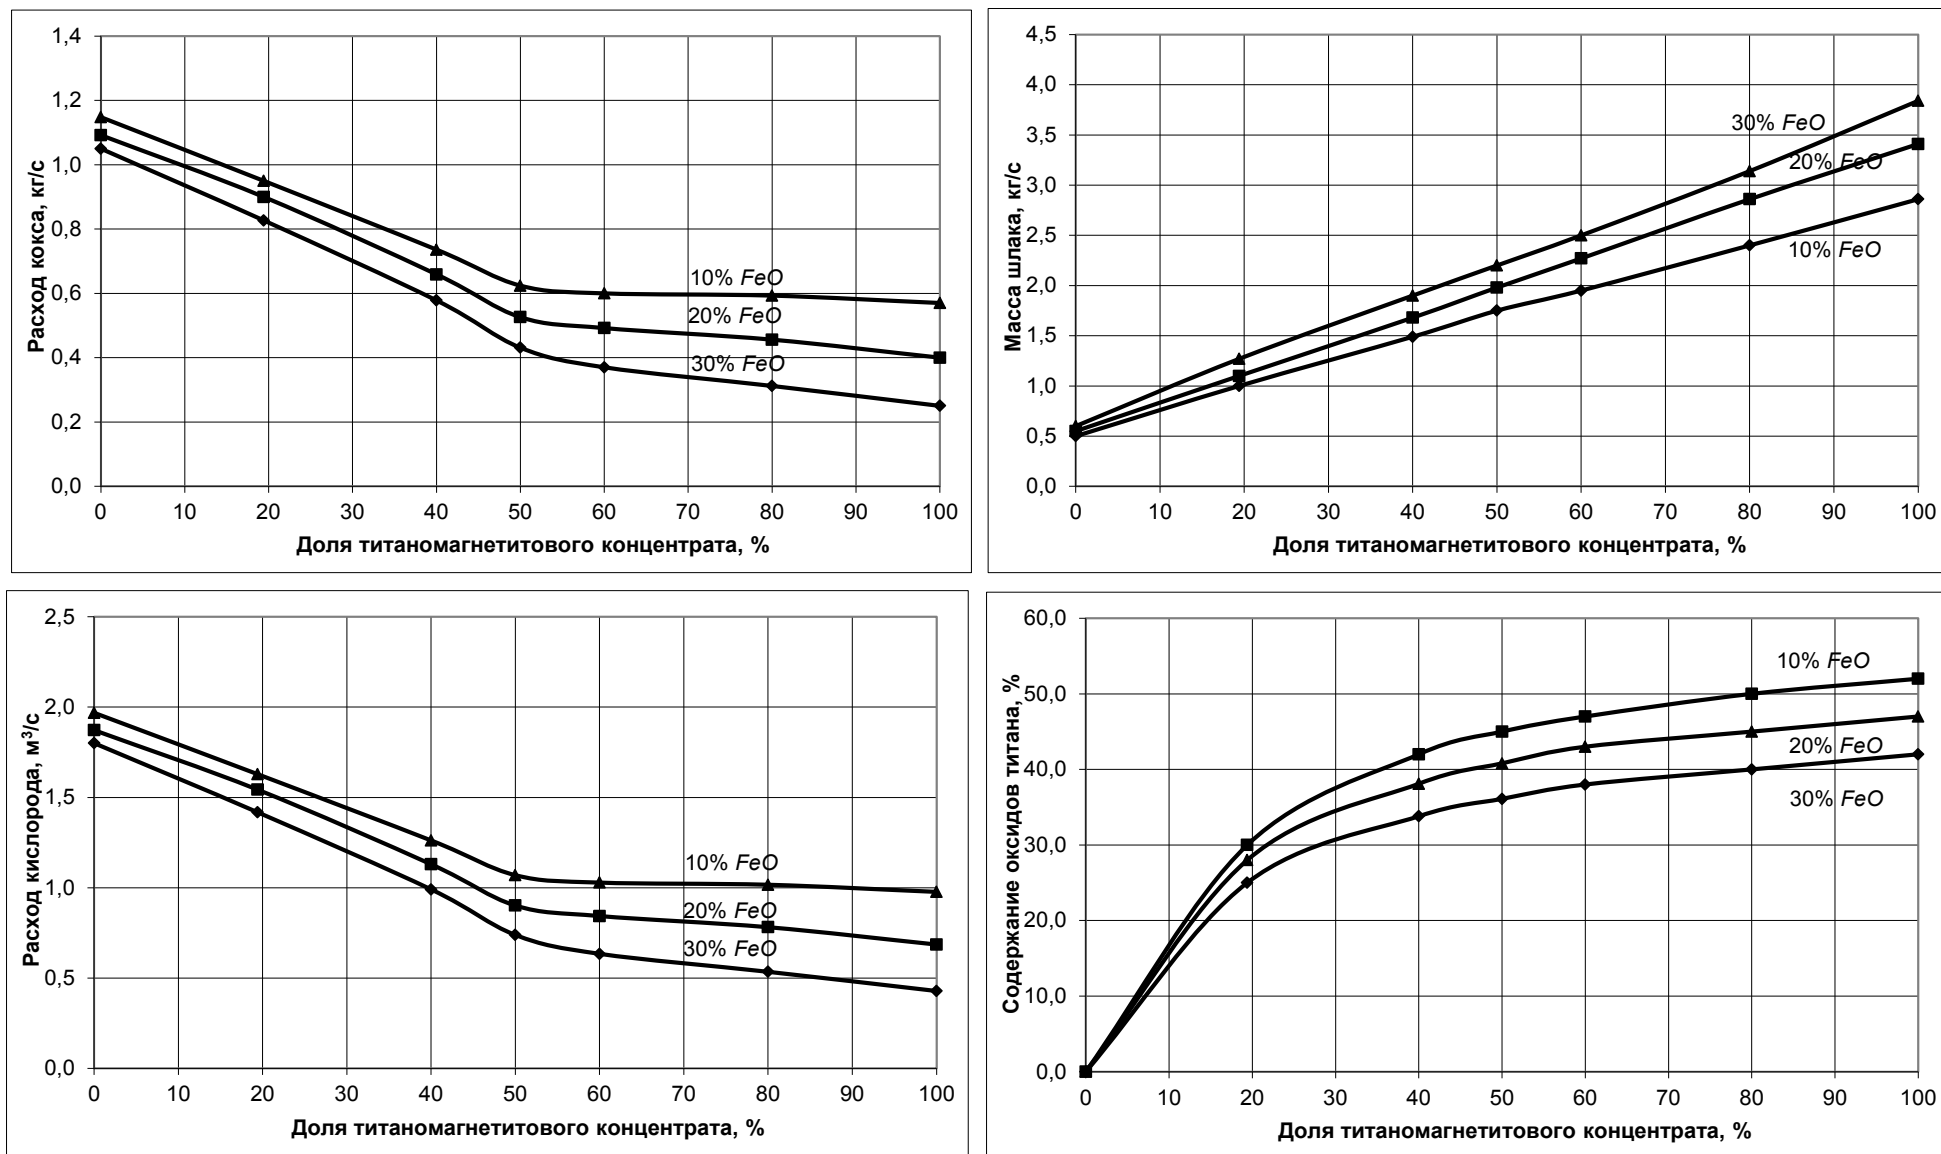 1,4
1,2
1,0
0,8
0,6
0,4
0,2
0,0
Расход кокса, кг/с
10% FeO
20% FeO
30% FeO
0 10 20 30 40 50 60 70 80 90 100
Доля титаномагнетитового концентрата, %
4,5
4,0
3,5
3,0
2,5
2,0
1,5
1,0
0,5
0,0
Масса шлака, кг/с
30% FeO
20% FeO
10% FeO
0 10 20 30 40 50 60 70 80 90 100
Доля титаномагнетитового концентрата, %
2,5
2,0
1,5
1,0
0,5
0,0
Расход кислорода, м³/с
10% FeO
20% FeO
30% FeO
0 10 20 30 40 50 60 70 80 90 100
Доля титаномагнетитового концентрата, %
60,0
50,0
40,0
30,0
20,0
10,0
0,0
Содержание оксидов титана, %
10% FeO
20% FeO
30% FeO
0 10 20 30 40 50 60 70 80 90 100
Доля титаномагнетитового концентрата, %